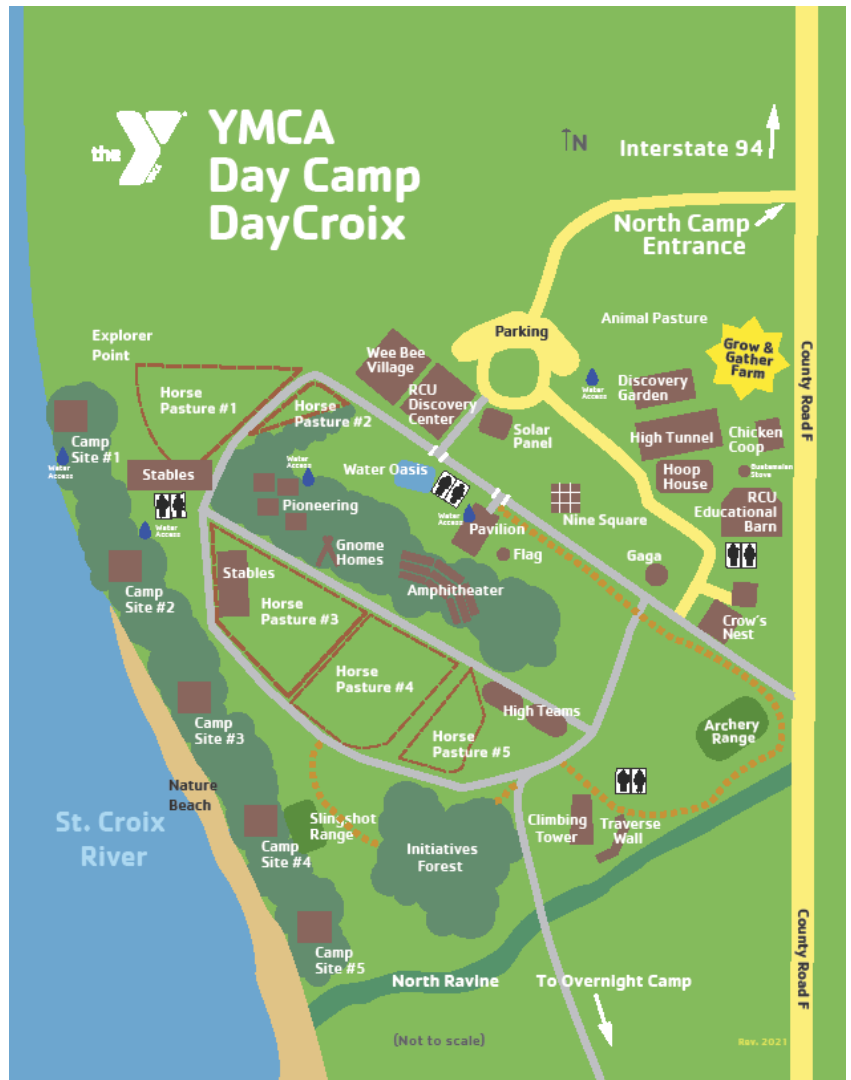 the Y
YMCA
Day Camp
DayCroix
N
Interstate 94
North Camp
Entrance
Parking
Animal Pasture
Grow &
Gather
Farm
County Road F
Explorer
Point
Wee Bee
Village
RCU
Discovery
Center
Water
Access
Discovery
Garden
Horse
Pasture #1
Horse
Pasture #2
Solar
Panel
High Tunnel
Chicken
Coop
Camp
Site #1
Water
Access
Stables
Water
Access
Water Oasis
Hoop
House
Guatemalan
Stove
RCU
Educational
Barn
Pioneering
Water
Access
Pavilion
Nine Square
Water
Access
Flag
Gnome
Homes
Gaga
Stables
Amphitheater
Camp
Site #2
Horse
Pasture #3
Crow's
Nest
Horse
Pasture #4
High Teams
Camp
Site #3
Horse
Pasture #5
Archery
Range
Nature
Beach
St. Croix
River
Slingshot
Range
Climbing
Tower
Traverse
Wall
Camp
Site #4
Initiatives
Forest
Camp
Site #5
North Ravine
To Overnight Camp
County Road F
(Not to scale)
Rev. 2021